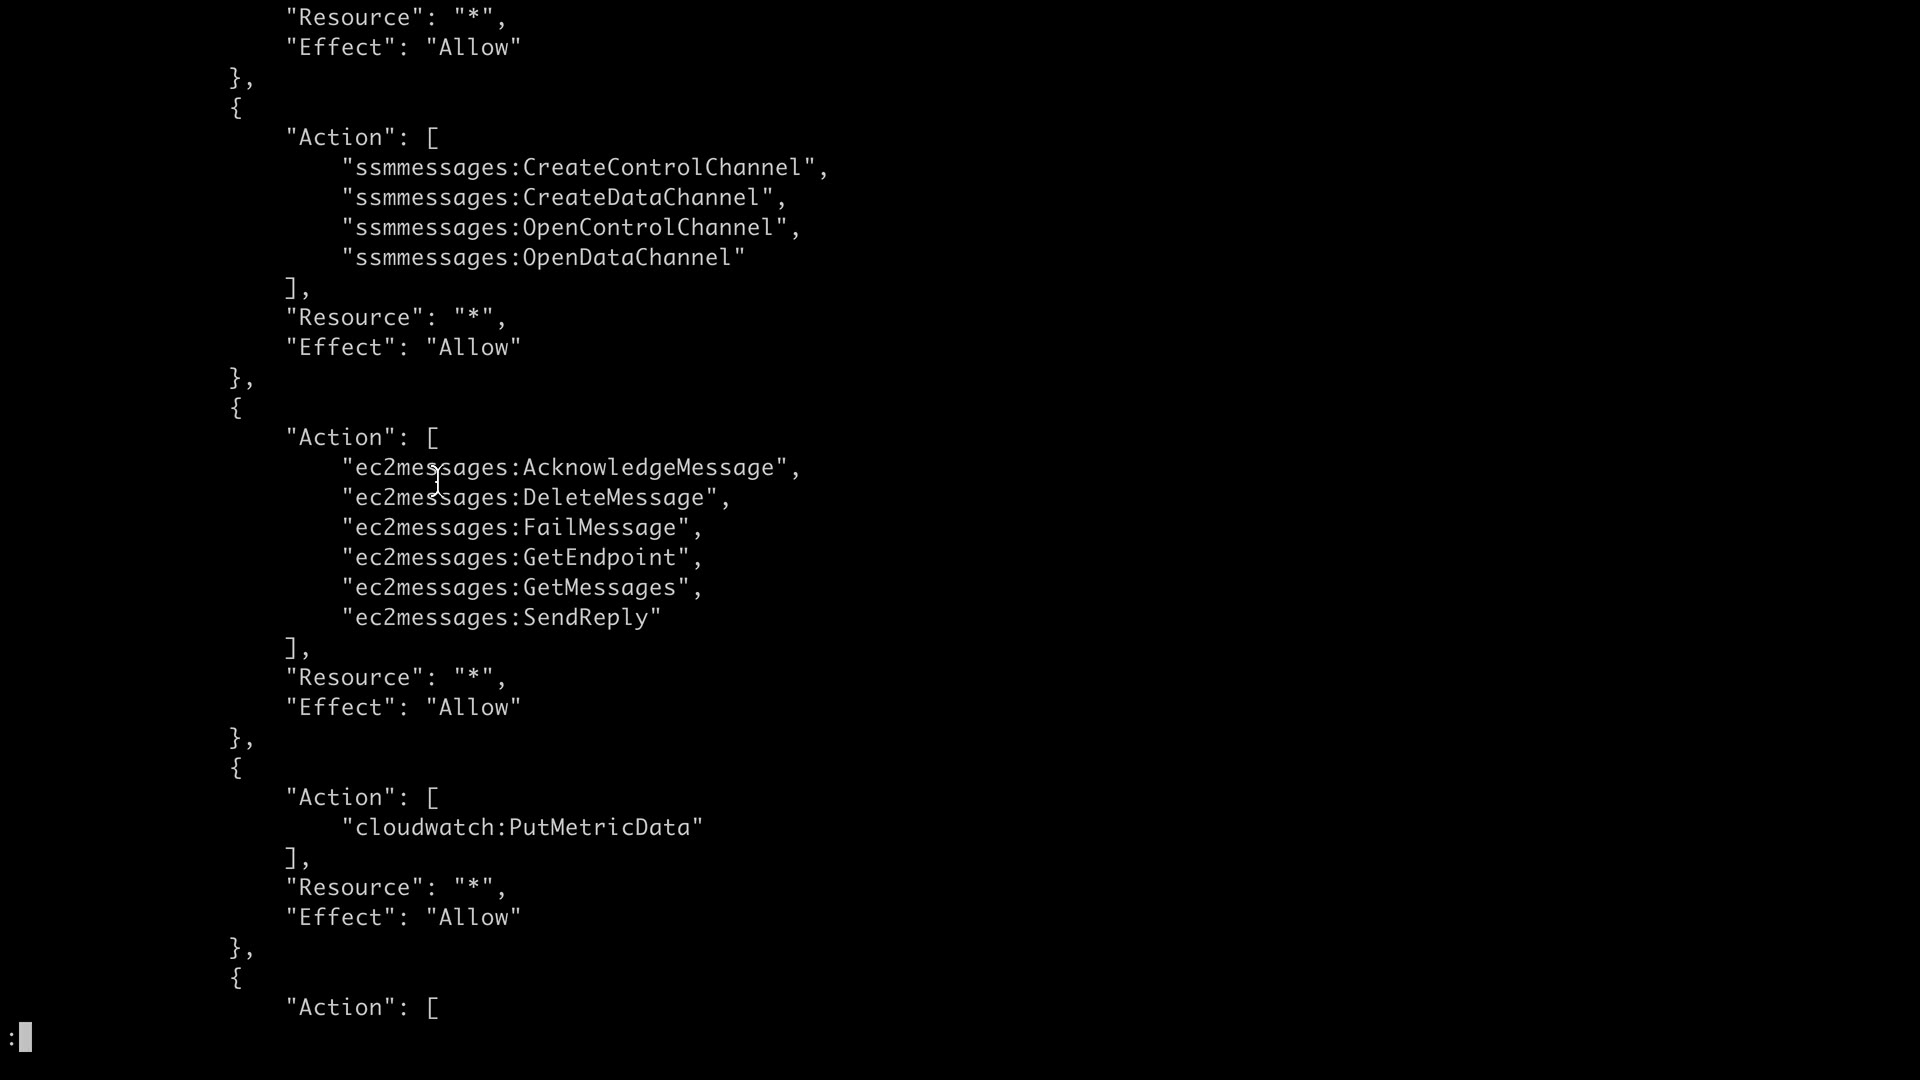 "Resource": "*",
"Effect": "Allow"
},
{
"Action": [
"ssmmessages:CreateControlChannel",
"ssmmessages:CreateDataChannel",
"ssmmessages:OpenControlChannel",
"ssmmessages:OpenDataChannel"
],
"Resource": "*",
"Effect": "Allow"
},
{
"Action": [
"ec2messages:AcknowledgeMessage",
"ec2messages:DeleteMessage",
"ec2messages:FailMessage",
"ec2messages:GetEndpoint",
"ec2messages:GetMessages",
"ec2messages:SendReply"
],
"Resource": "*",
"Effect": "Allow"
},
{
"Action": [
"cloudwatch:PutMetricData"
],
"Resource": "*",
"Effect": "Allow"
},
{
"Action": [
: